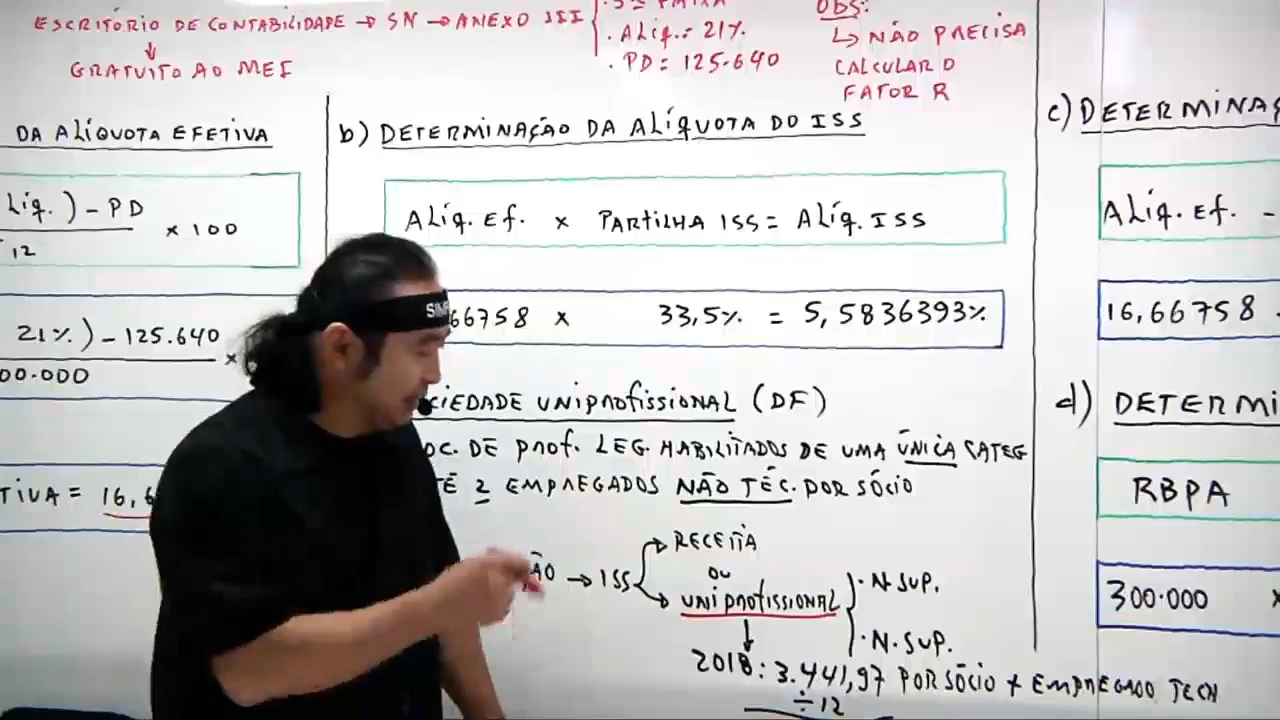 ESCRITÓRIO DE CONTABILIDADE → SN → ANEXO III
GRATUITO AO MEI
. ALíq.= 21%
. PD= 125.640
OBS:
↳ NÃO PRECISA
CALCULAR O
FATOR R
DA ALÍQUOTA EFETIVA
LÍq. ) - PD
12
× 100
21%) - 125.640
00.000
×
TIVA = 16,6
b) DETERMINAÇÃO DA ALÍQUOTA DO ISS
ALíq. Ef. × PARTILHA ISS = ALíq. ISS
SIMP
66758 × 33,5% = 5,5836393%
CIEDADE UNIPROFISSIONAL (DF)
OC. DE PROF. LEG. HABILITADOS DE UMA ÚNICA CATEG
TÉ 2 EMPREGADOS NÃO TÉC. POR SÓCIO
ÃO → ISS
RECEITA
OU
UNIPROFISSIONAL
. N. SUP.
. N. SUP.
2018: 3.441,97 POR SÓCIO + EMPREGADO TECN
÷ 12
c) DETERMINAÇ
ALíq. Ef. -
16,66758
d) DETERMI
RBPA
300.000 ×